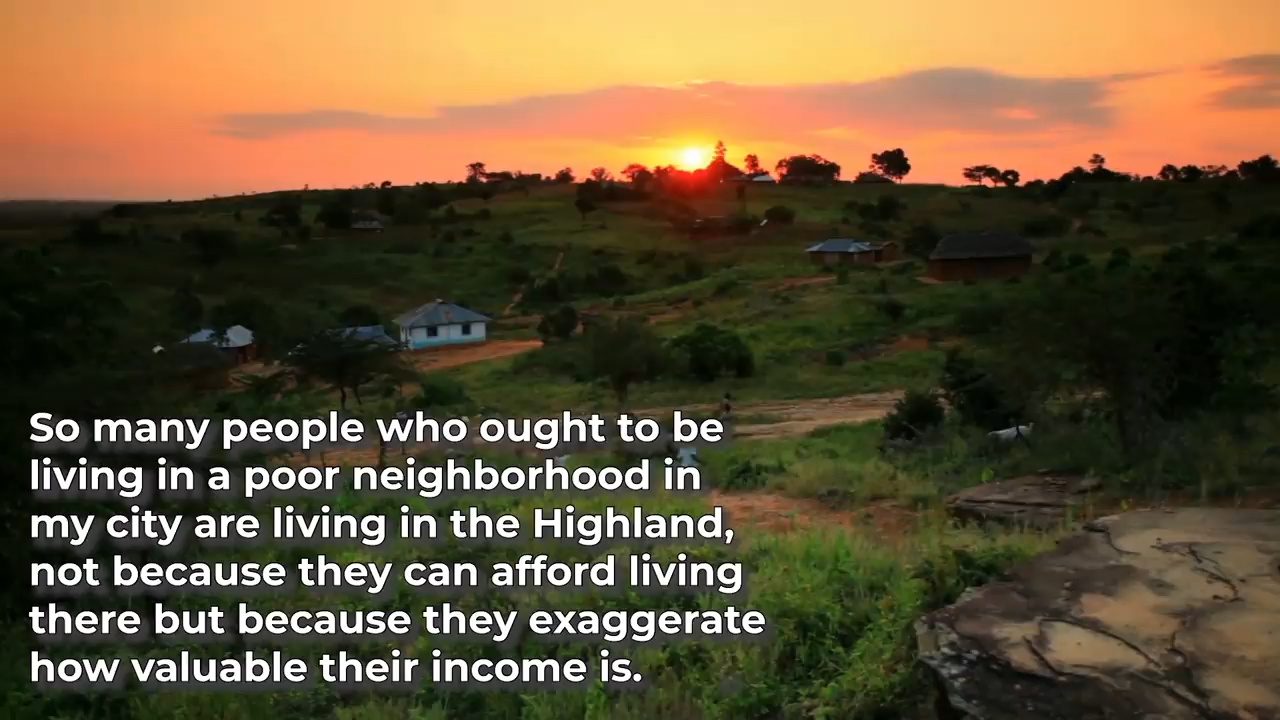 So many people who ought to be
living in a poor neighborhood in
my city are living in the Highland,
not because they can afford living
there but because they exaggerate
how valuable their income is.